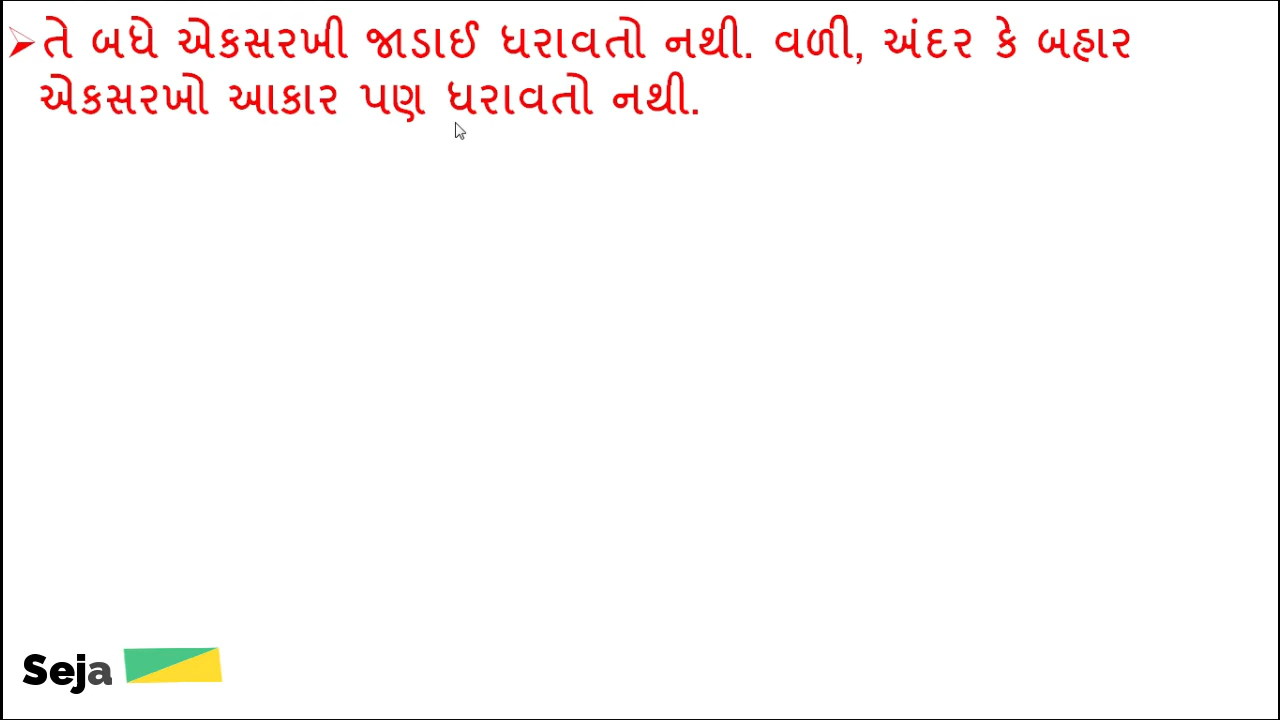 ➢તે બધે એકસરખી જાડાઈ ધરાવતો નથી. વળી, અંદર કે બહાર
એકસરખો આકાર પણ ધરાવતો નથી.
Seja